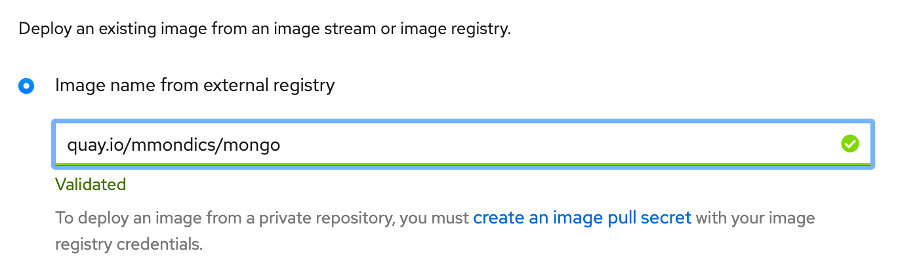 Deploy an existing image from an image stream or image registry.
Image name from external registry
quay.io/mmondics/mongo
Validated
To deploy an image from a private repository, you must create an image pull secret with your image
registry credentials.